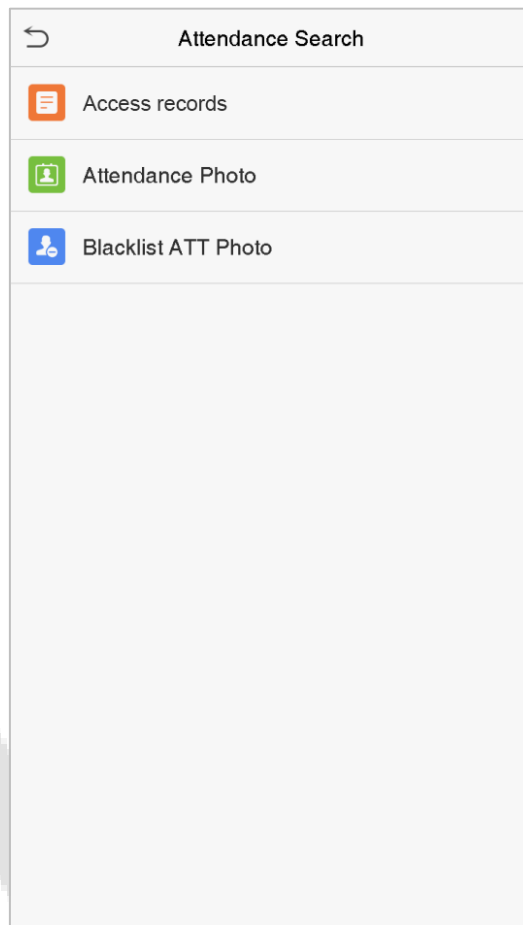 Attendance Search
Access records
Attendance Photo
Blacklist ATT Photo